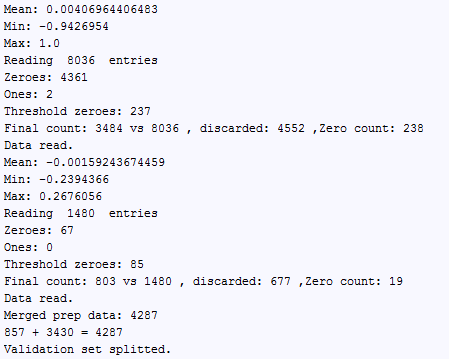 Mean: 0.00406964406483
Min: -0.9426954
Max: 1.0
Reading  8036  entries
Zeroes: 4361
Ones: 2
Threshold zeroes: 237
Final count: 3484 vs 8036 , discarded: 4552 ,Zero count: 238
Data read.
Mean: -0.00159243674459
Min: -0.2394366
Max: 0.2676056
Reading  1480  entries
Zeroes: 67
Ones: 0
Threshold zeroes: 85
Final count: 803 vs 1480 , discarded: 677 ,Zero count: 19
Data read.
Merged prep data: 4287
857 + 3430 = 4287
Validation set splitted.